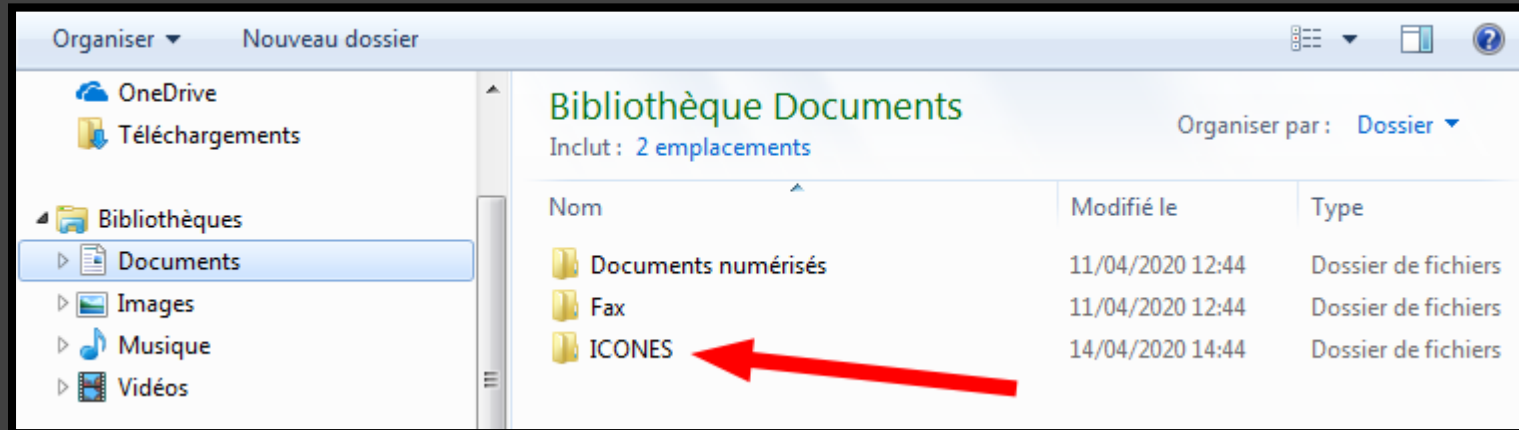 Organiser Nouveau dossier
OneDrive
Téléchargements
Bibliothèques
Documents
Images
Musique
Vidéos
Bibliothèque Documents
Inclut : 2 emplacements
Organiser par : Dossier
Nom Modifié le Type
Documents numérisés 11/04/2020 12:44 Dossier de fichiers
Fax 11/04/2020 12:44 Dossier de fichiers
ICONES 14/04/2020 14:44 Dossier de fichiers